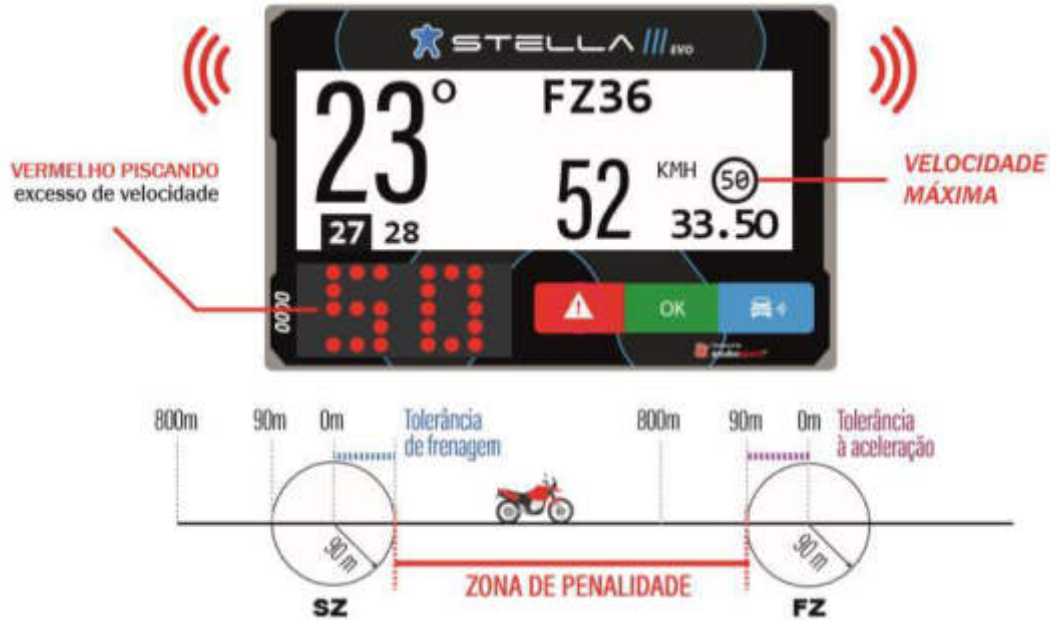 STELLA III EVO
23° FZ36
VERMELHO PISCANDO
excesso de velocidade
52 KMH 50
VELOCIDADE
MÁXIMA
27 28 33.50
0000
50
OK
800m 90m 0m Tolerância
de frenagem
800m 90m 0m Tolerância
à aceleração
90 m
90 m
ZONA DE PENALIDADE
SZ
FZ